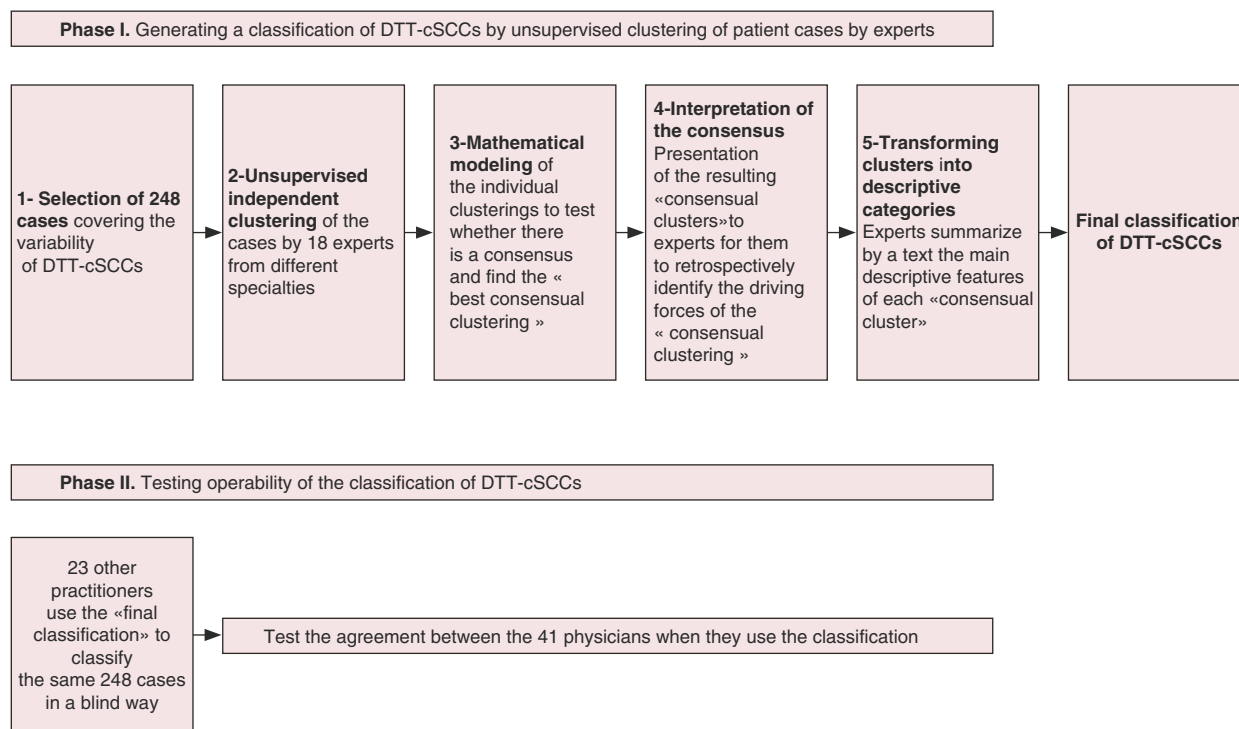 Phase I. Generating a classification of DTT-cSCCs by unsupervised clustering of patient cases by experts
1- Selection of 248
cases covering the
variability
of DTT-cSCCs
2-Unsupervised
independent
clustering of the
cases by 18 experts
from different
specialties
3-Mathematical
modeling of
the individual
clusterings to test
whether there
is a consensus
and find the «
best consensual
clustering »
4-Interpretation of
the consensus
Presentation
of the resulting
«consensual
clusters»to
experts for them
to retrospectively
identify the driving
forces of the
« consensual
clustering »
5-Transforming
clusters into
descriptive
categories
Experts summarize
by a text the main
descriptive features
of each «consensual
cluster»
Final classification
of DTT-cSCCs
Phase II. Testing operability of the classification of DTT-cSCCs
23 other
practitioners
use the «final
classification» to
classify
the same 248 cases
in a blind way
Test the agreement between the 41 physicians when they use the classification